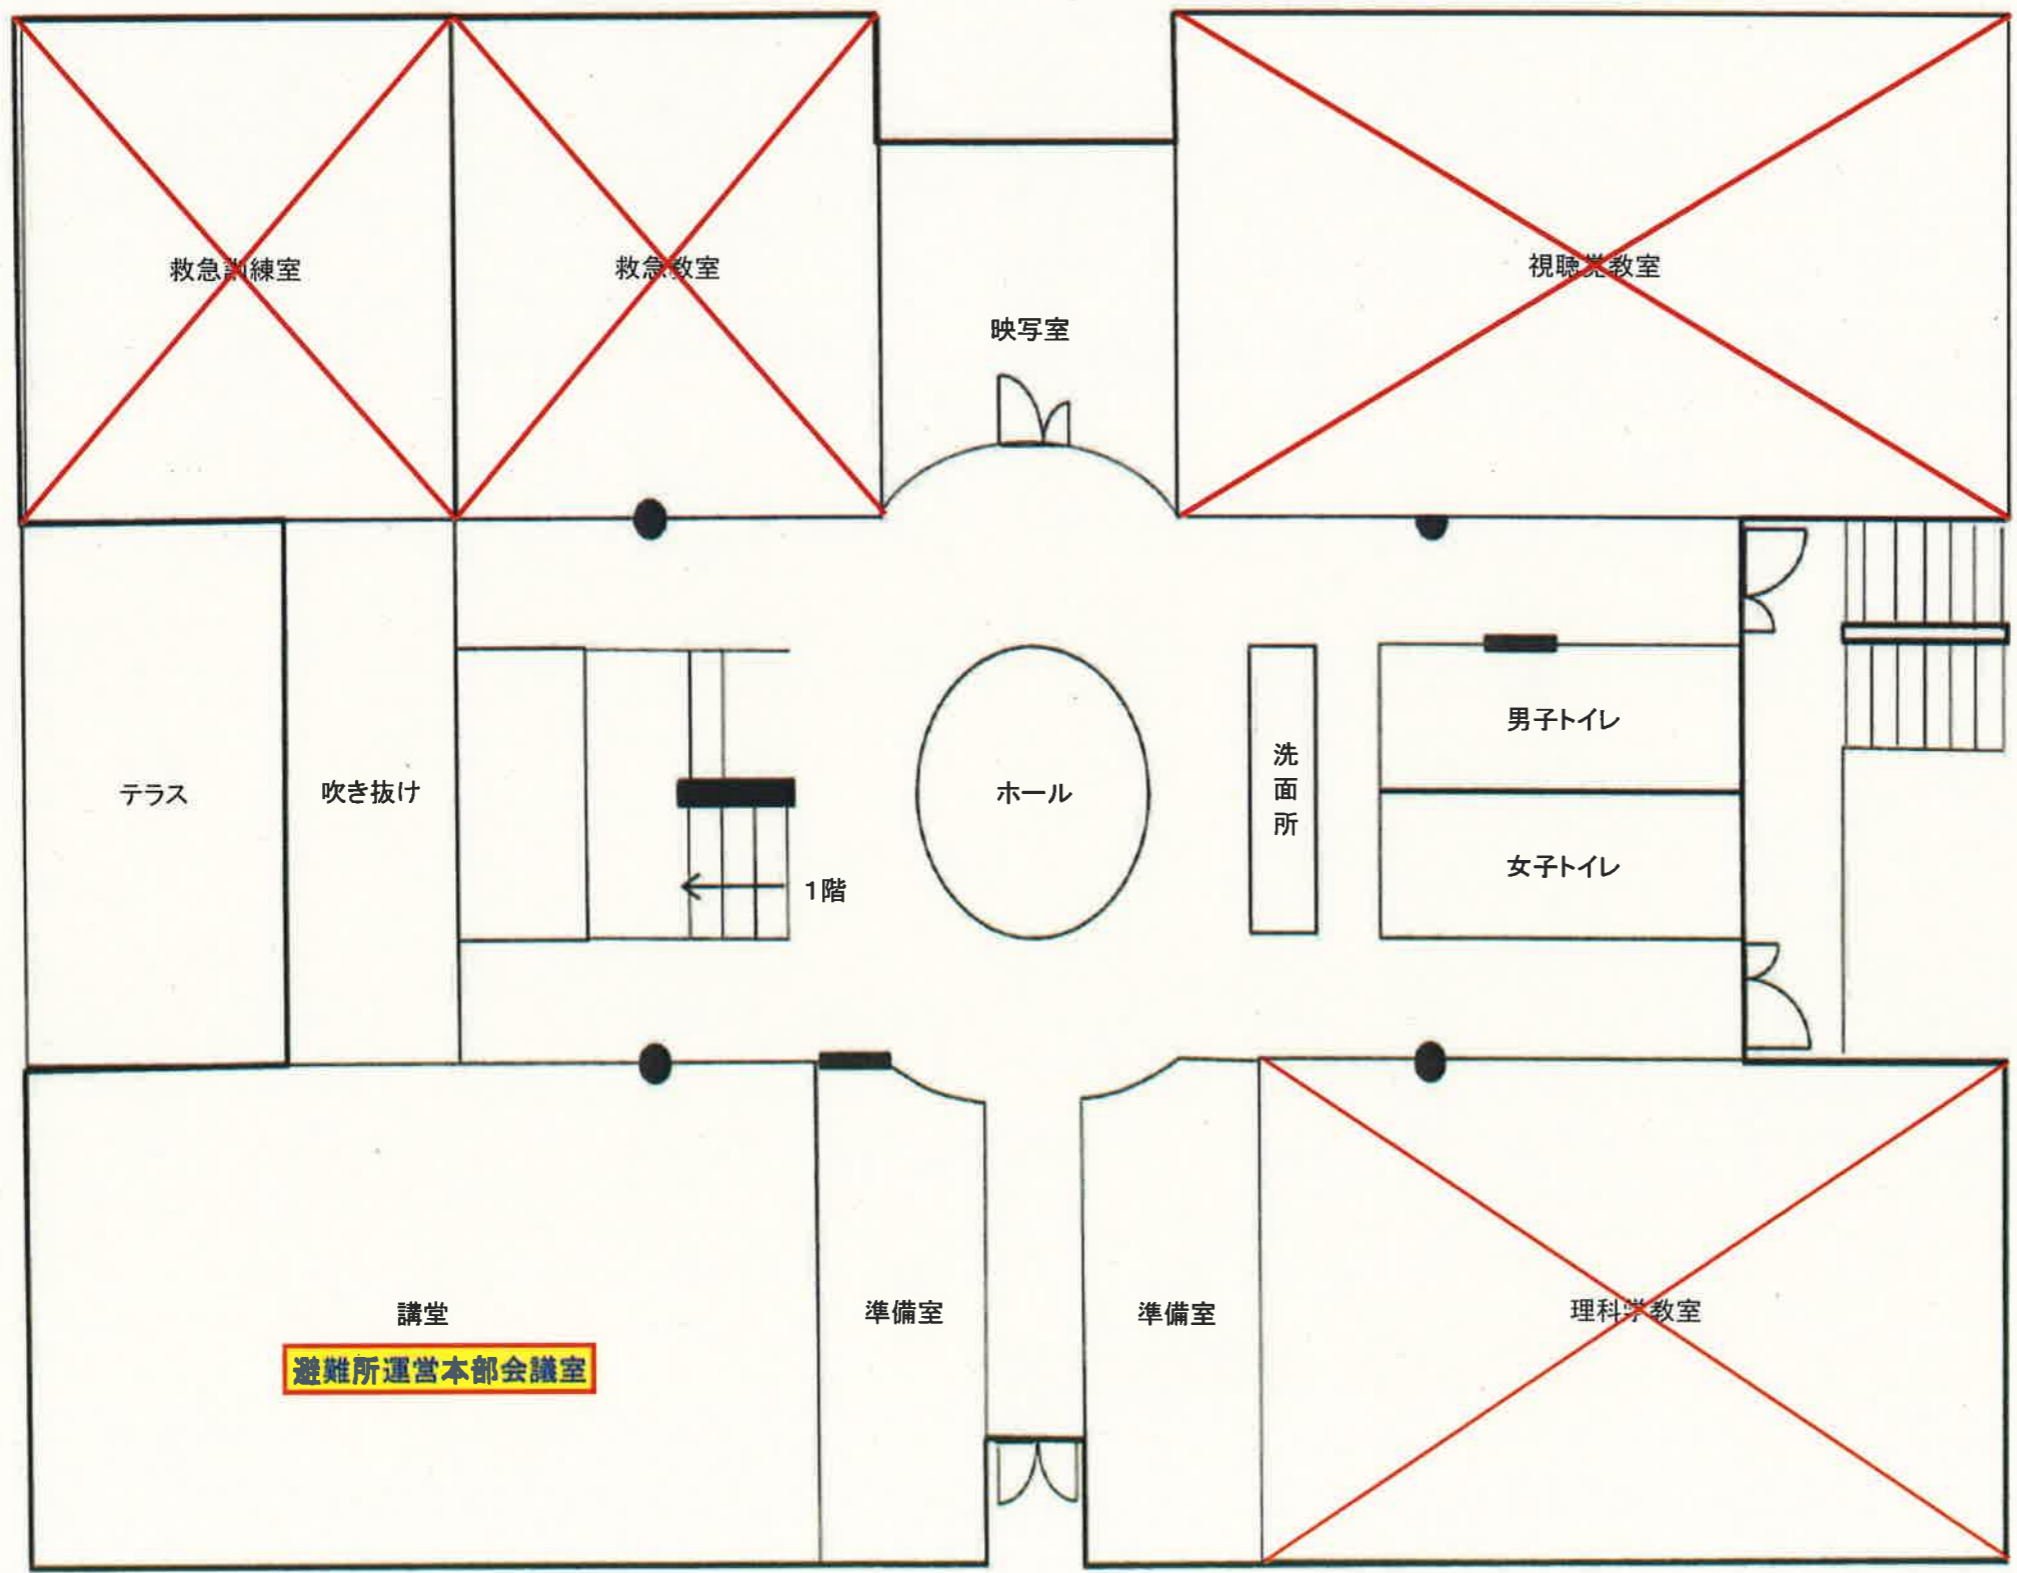 救急訓練室
救急教室
視聴覚教室
映写室
テラス
吹き抜け
1階
ホール
洗面所
男子トイレ
女子トイレ
講堂
避難所運営本部会議室
準備室
準備室
理科学教室